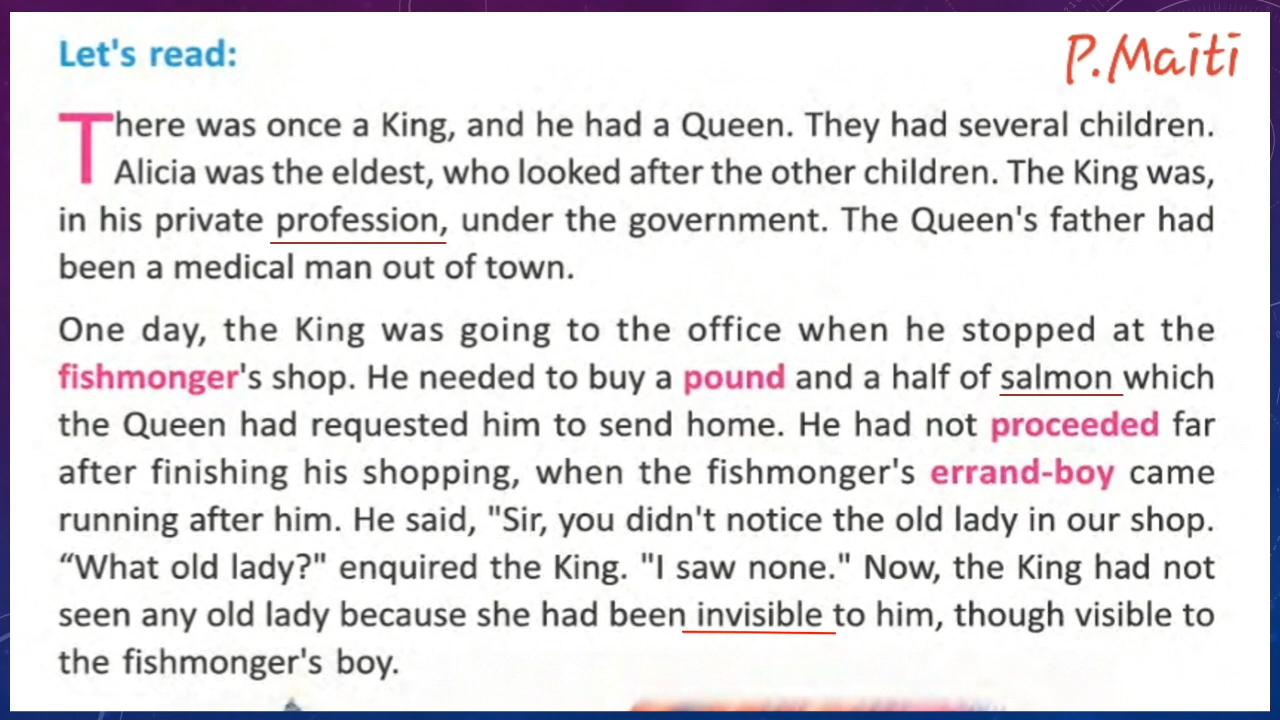 Let's read:
P.Maiti
There was once a King, and he had a Queen. They had several children.
Alicia was the eldest, who looked after the other children. The King was,
in his private profession, under the government. The Queen's father had
been a medical man out of town.
One day, the King was going to the office when he stopped at the
fishmonger's shop. He needed to buy a pound and a half of salmon which
the Queen had requested him to send home. He had not proceeded far
after finishing his shopping, when the fishmonger's errand-boy came
running after him. He said, "Sir, you didn't notice the old lady in our shop.
“What old lady?" enquired the King. "I saw none." Now, the King had not
seen any old lady because she had been invisible to him, though visible to
the fishmonger's boy.